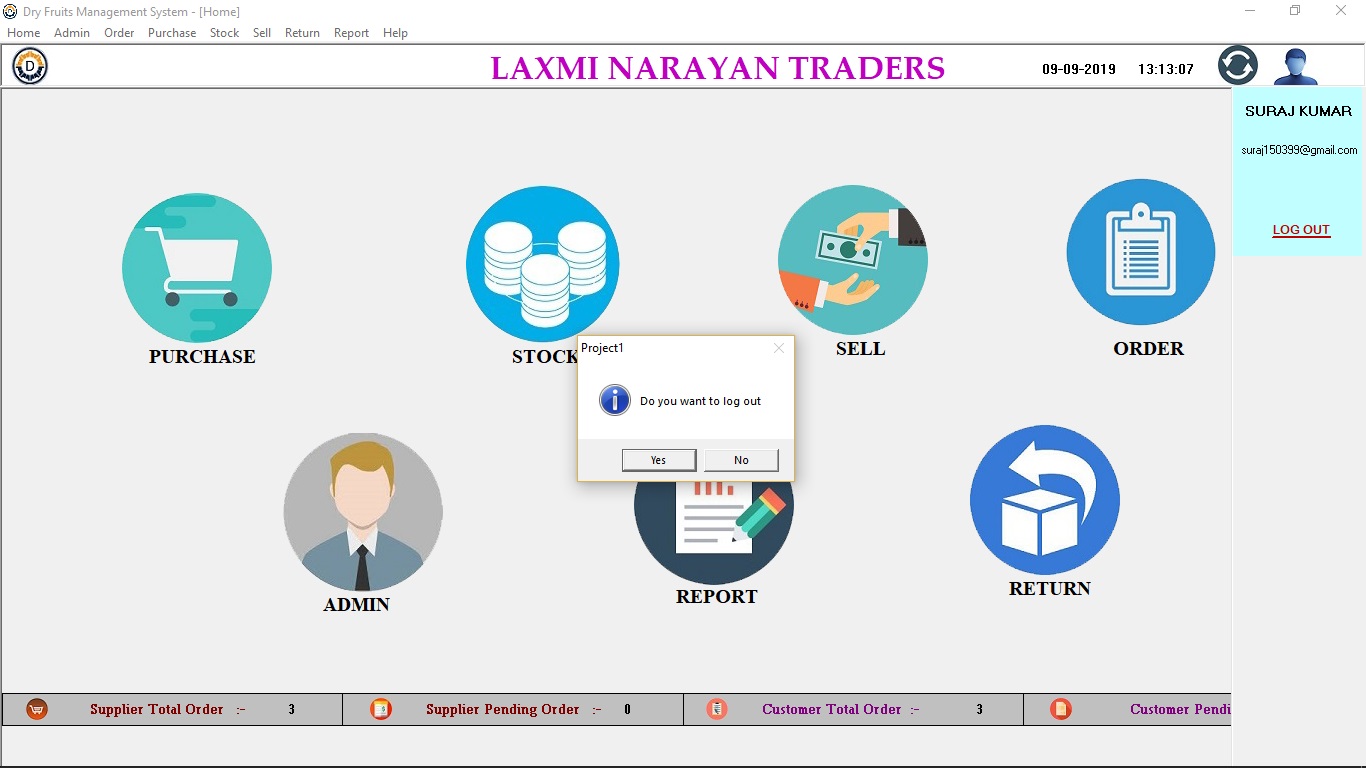 Dry Fruits Management System - [Home]
Home Admin Order Purchase Stock Sell Return Report Help
D LAXMI NARAYAN TRADERS 09-09-2019 13:13:07
SURAJ KUMAR
suraj150399@gmail.com
LOG OUT
PURCHASE
STOCK
SELL
ORDER
Project1
Do you want to log out
Yes No
ADMIN
REPORT
RETURN
Supplier Total Order :- 3 Supplier Pending Order :- 0 Customer Total Order :- 3 Customer Pendi